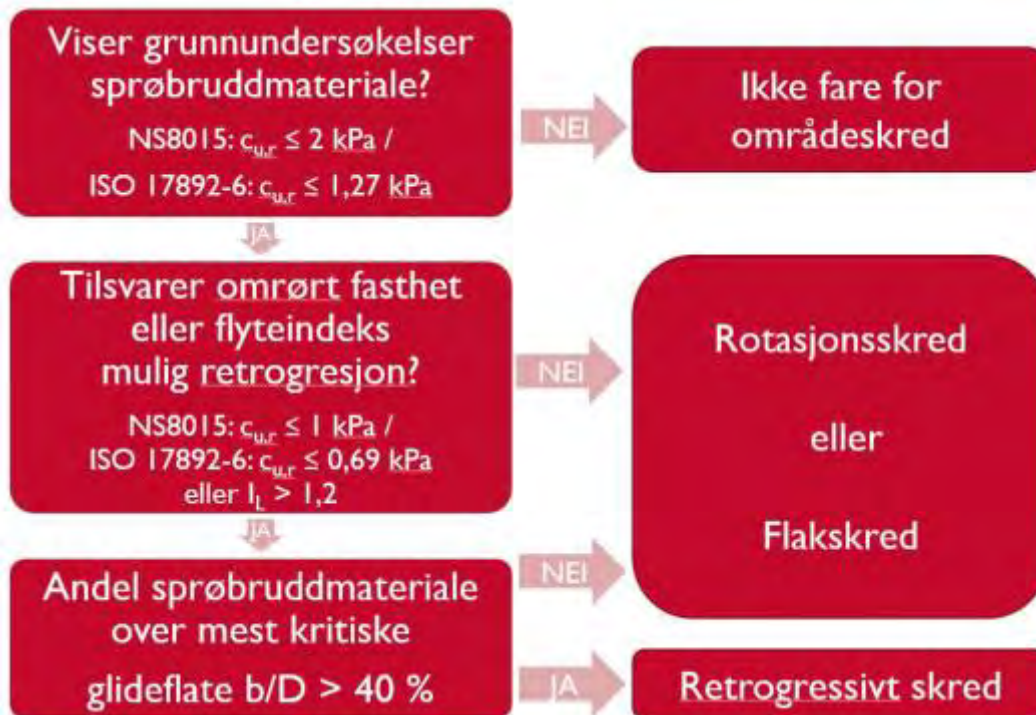 Viser grunnundersøkelser
sprøbruddmateriale?
NS8015: cu,r ≤ 2 kPa /
ISO 17892-6: cu,r ≤ 1,27 kPa
NEI
Ikke fare for
områdeskred
JA
Tilsvarer omrørt fasthet
eller flyteindeks
mulig retrogresjon?
NS8015: cu,r ≤ 1 kPa /
ISO 17892-6: cu,r ≤ 0,69 kPa
eller IL > 1,2
NEI
Rotasjonsskred
eller
Flakskred
JA
Andel sprøbruddmateriale
over mest kritiske
glideflate b/D > 40 %
NEI
JA
Retrogressivt skred